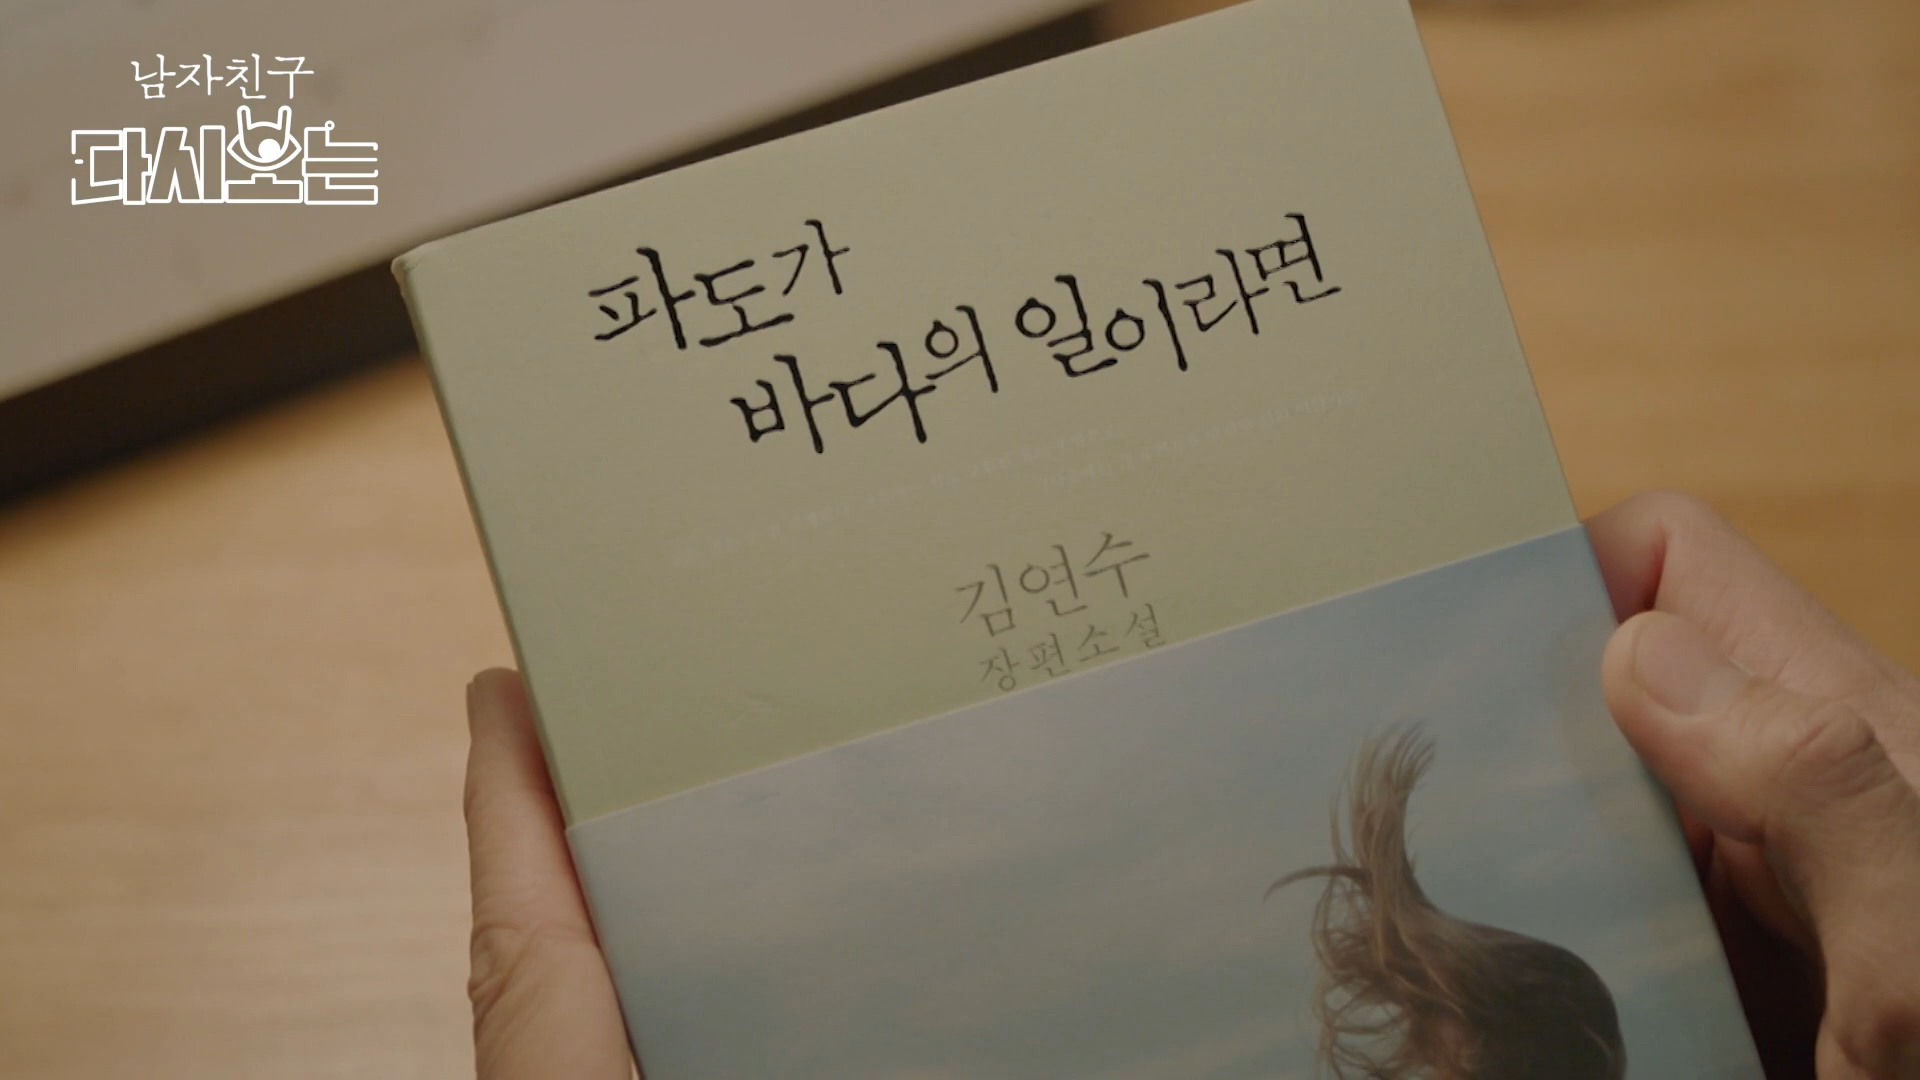 남자친구
다시보는
파도가
바다의 일이라면
김연수
장편소설